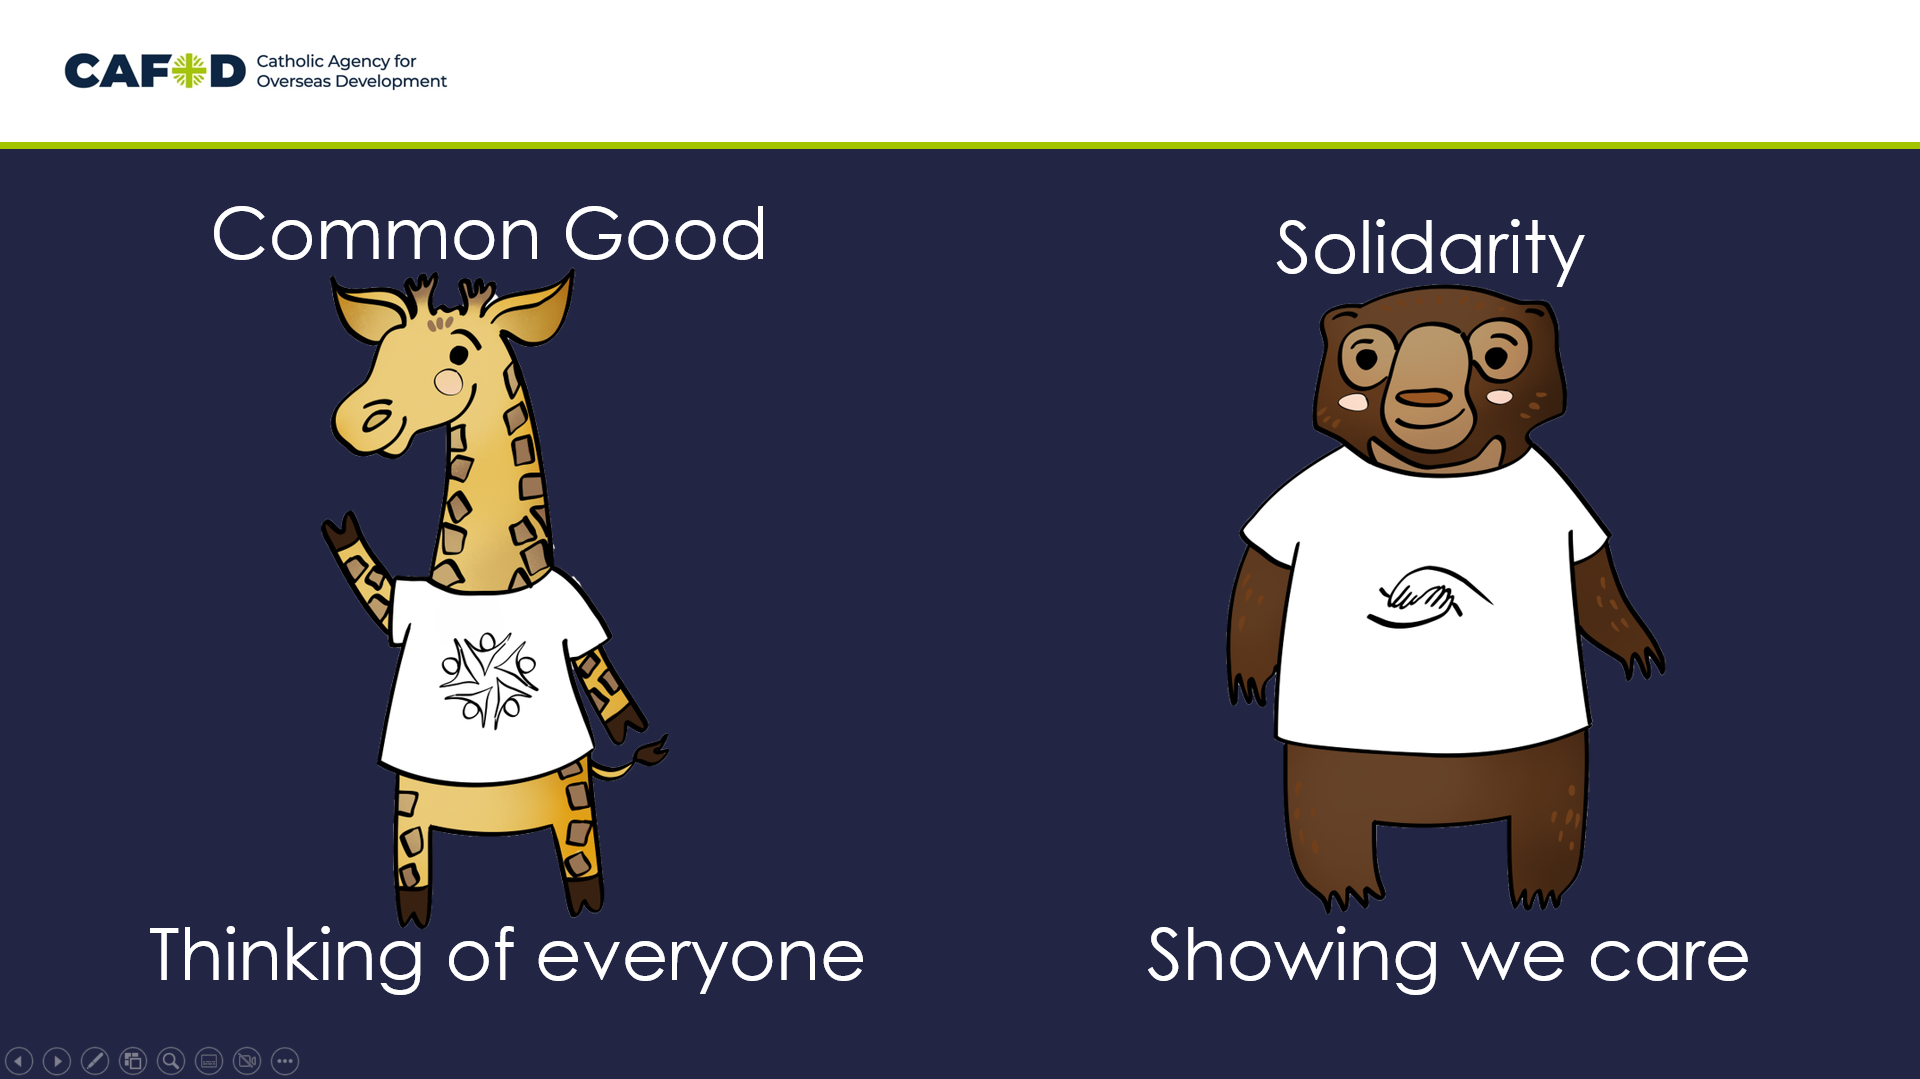 CAFOD
Catholic Agency for
Overseas Development
Common Good
Solidarity
Thinking of everyone
Showing we care